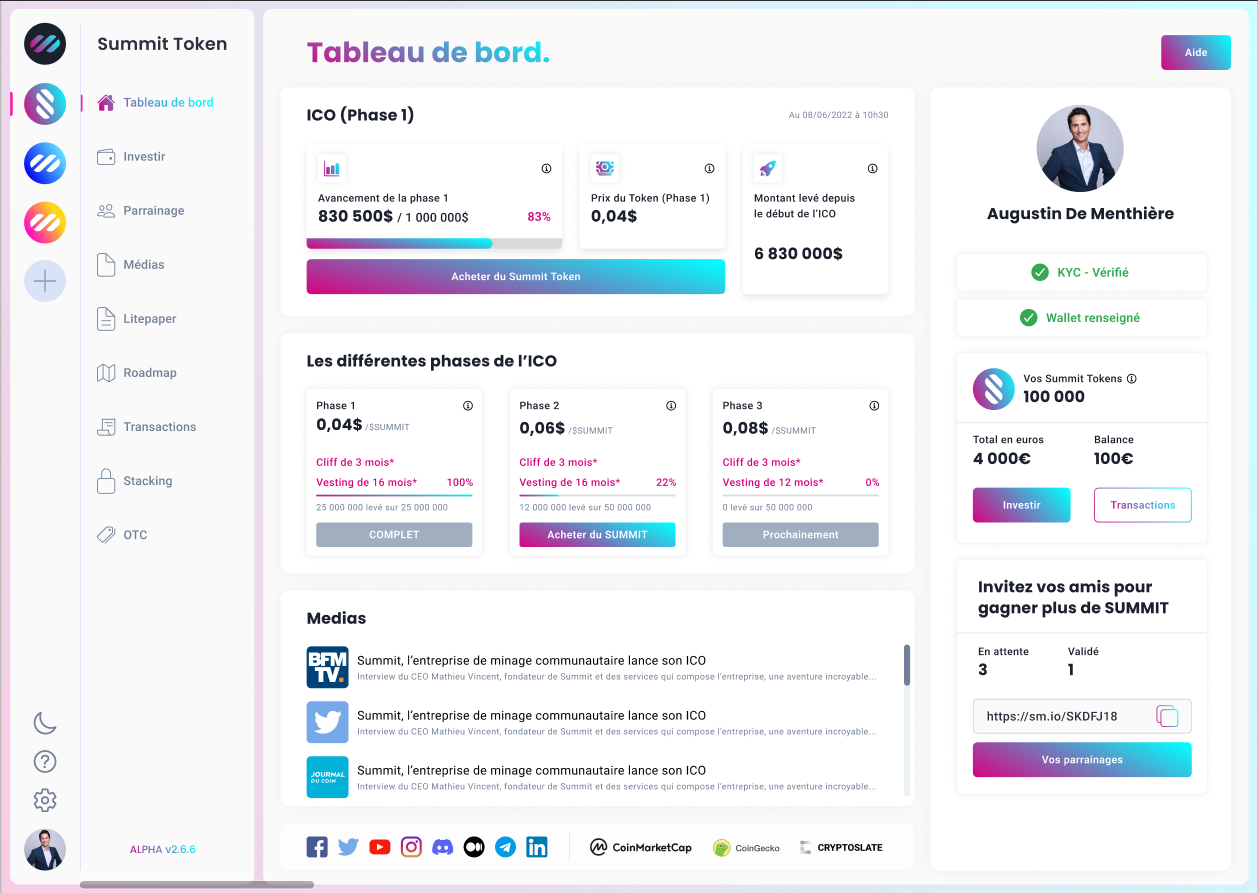 Summit Token
Tableau de bord
Investir
Parrainage
Médias
Litepaper
Roadmap
Transactions
Stacking
OTC
ALPHA v2.6.6
Tableau de bord.
Aide
ICO (Phase 1)
Au 08/06/2022 à 10h30
Avancement de la phase 1
830 500$ / 1 000 000$
83%
Prix du Token (Phase 1)
0,04$
Montant levé depuis
le début de l’ICO
6 830 000$
Acheter du Summit Token
Les différentes phases de l’ICO
Phase 1
0,04$ /$SUMMIT
Cliff de 3 mois*
Vesting de 16 mois*
100%
25 000 000 levé sur 25 000 000
COMPLET
Phase 2
0,06$ /$SUMMIT
Cliff de 3 mois*
Vesting de 16 mois*
22%
12 000 000 levé sur 50 000 000
Acheter du SUMMIT
Phase 3
0,08$ /$SUMMIT
Cliff de 3 mois*
Vesting de 12 mois*
0%
0 levé sur 50 000 000
Prochainement
Medias
BFM
TV.
Summit, l’entreprise de minage communautaire lance son ICO
Interview du CEO Mathieu Vincent, fondateur de Summit et des services qui compose l’entreprise, une aventure incroyable...
Summit, l’entreprise de minage communautaire lance son ICO
Interview du CEO Mathieu Vincent, fondateur de Summit et des services qui compose l’entreprise, une aventure incroyable...
JOURNAL
DU COIN
Summit, l’entreprise de minage communautaire lance son ICO
Interview du CEO Mathieu Vincent, fondateur de Summit et des services qui compose l’entreprise, une aventure incroyable...
CoinMarketCap
CoinGecko
CRYPTOSLATE
Augustin De Menthière
KYC - Vérifié
Wallet renseigné
Vos Summit Tokens
100 000
Total en euros
4 000€
Balance
100€
Investir
Transactions
Invitez vos amis pour
gagner plus de SUMMIT
En attente
3
Validé
1
https://sm.io/SKDFJ18
Vos parrainages